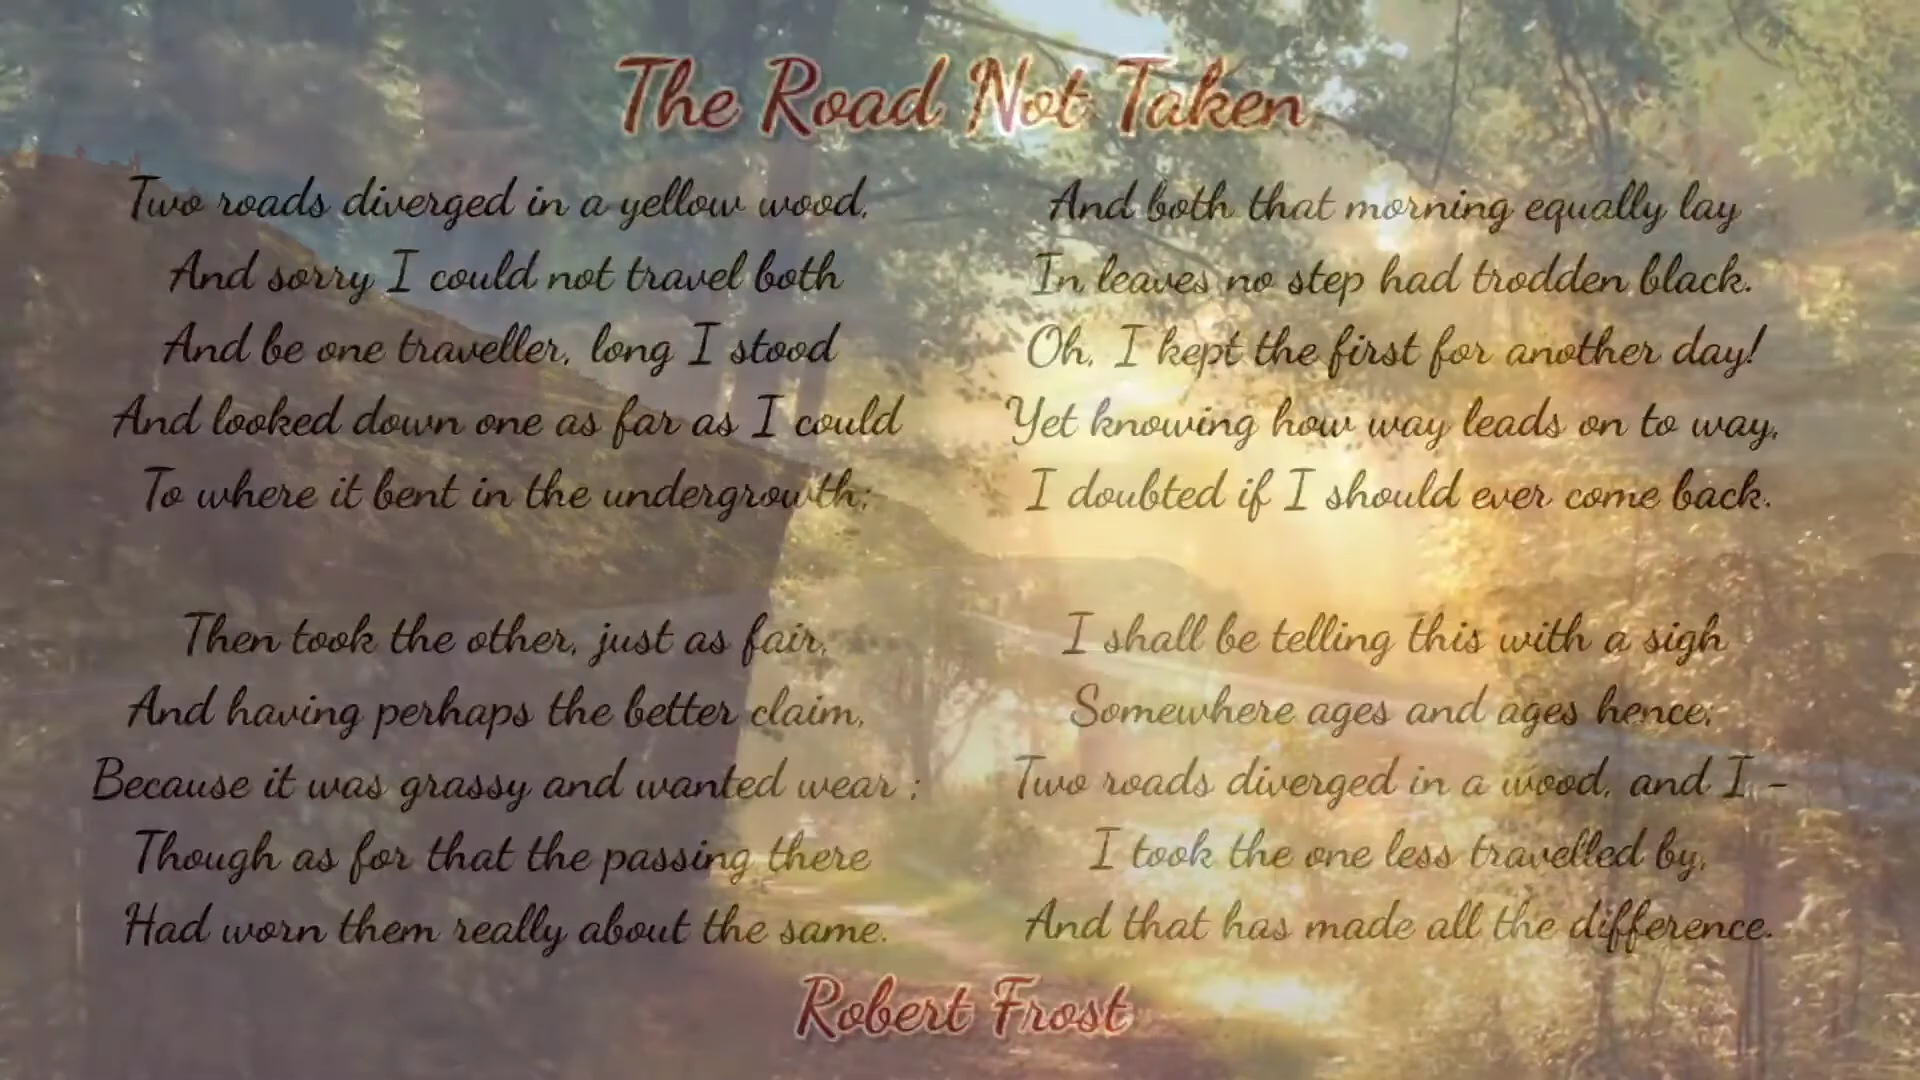 The Road Not Taken
Two roads diverged in a yellow wood,
And sorry I could not travel both
And be one traveller, long I stood
And looked down one as far as I could
To where it bent in the undergrowth;
Then took the other, just as fair,
And having perhaps the better claim,
Because it was grassy and wanted wear ;
Though as for that the passing there
Had worn them really about the same.
And both that morning equally lay
In leaves no step had trodden black.
Oh, I kept the first for another day!
Yet knowing how way leads on to way,
I doubted if I should ever come back.
I shall be telling this with a sigh
Somewhere ages and ages hence:
Two roads diverged in a wood, and I -
I took the one less travelled by,
And that has made all the difference.
Robert Frost